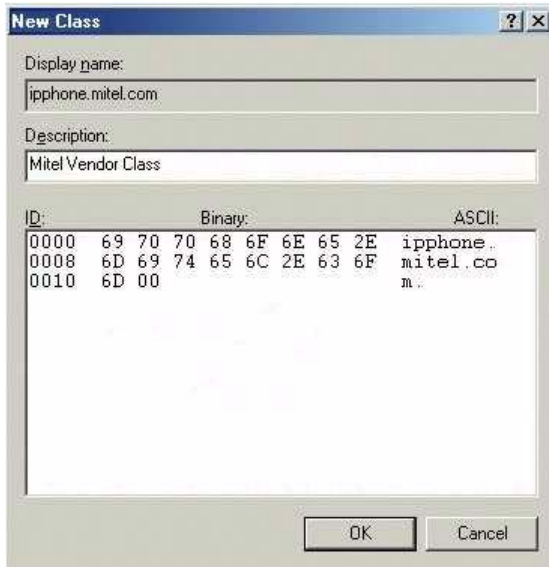 New Class
Display name:
ipphone.mitel.com
Description:
Mitel Vendor Class
ID: Binary: ASCII:
0000 69 70 70 68 6F 6E 65 2E ipphone.
0008 6D 69 74 65 6C 2E 63 6F mitel.co
0010 6D 00 m.
OK Cancel